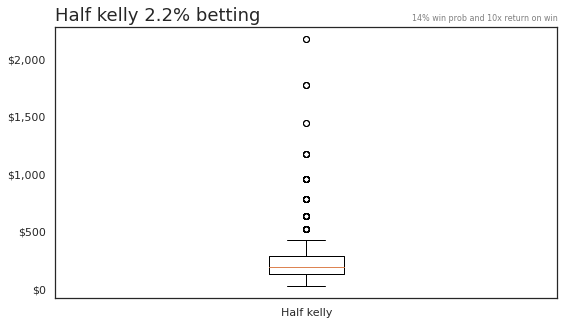 Half kelly 2.2% betting
14% win prob and 10x return on win
$2,000
$1,500
$1,000
$500
$0
Half kelly